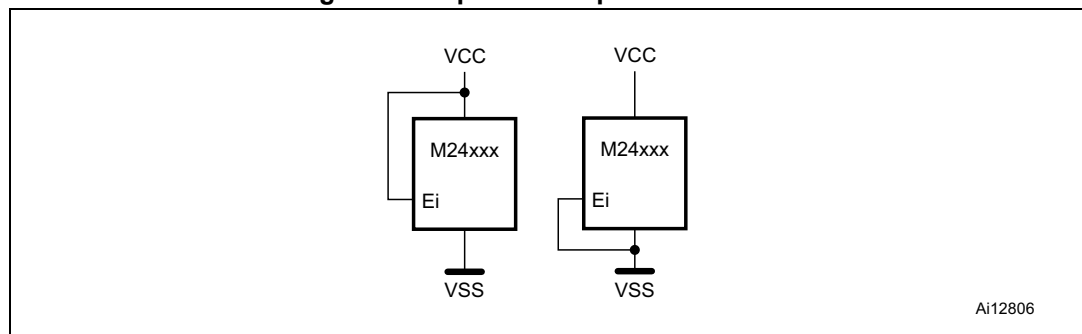 VCC VCC
M24xxx M24xxx
Ei Ei
VSS VSS
Ai12806